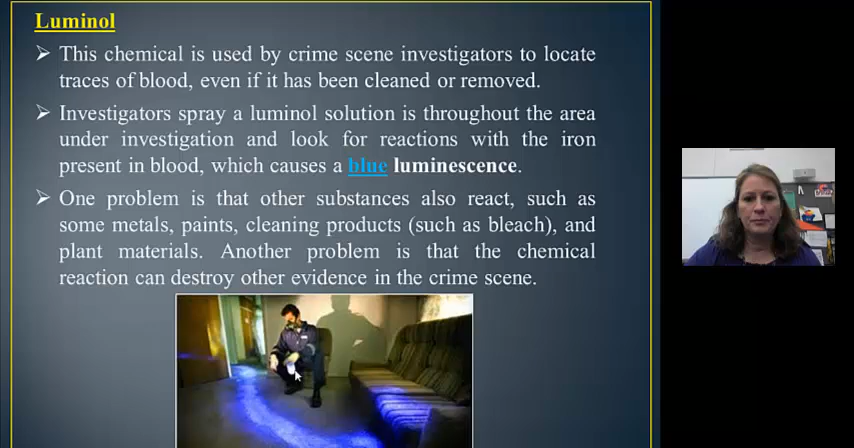 Luminol
➢ This chemical is used by crime scene investigators to locate
traces of blood, even if it has been cleaned or removed.
➢ Investigators spray a luminol solution is throughout the area
under investigation and look for reactions with the iron
present in blood, which causes a blue luminescence.
➢ One problem is that other substances also react, such as
some metals, paints, cleaning products (such as bleach), and
plant materials. Another problem is that the chemical
reaction can destroy other evidence in the crime scene.